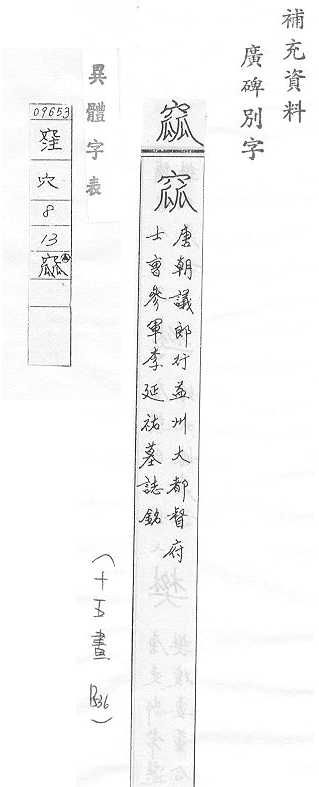 補充資料
廣碑別字
窳
窳
唐朝議郎行益州大都督府
士曹參軍李延祐墓誌銘
(十五畫 P536)
異體字表
09653
窪
穴
8
13
窳